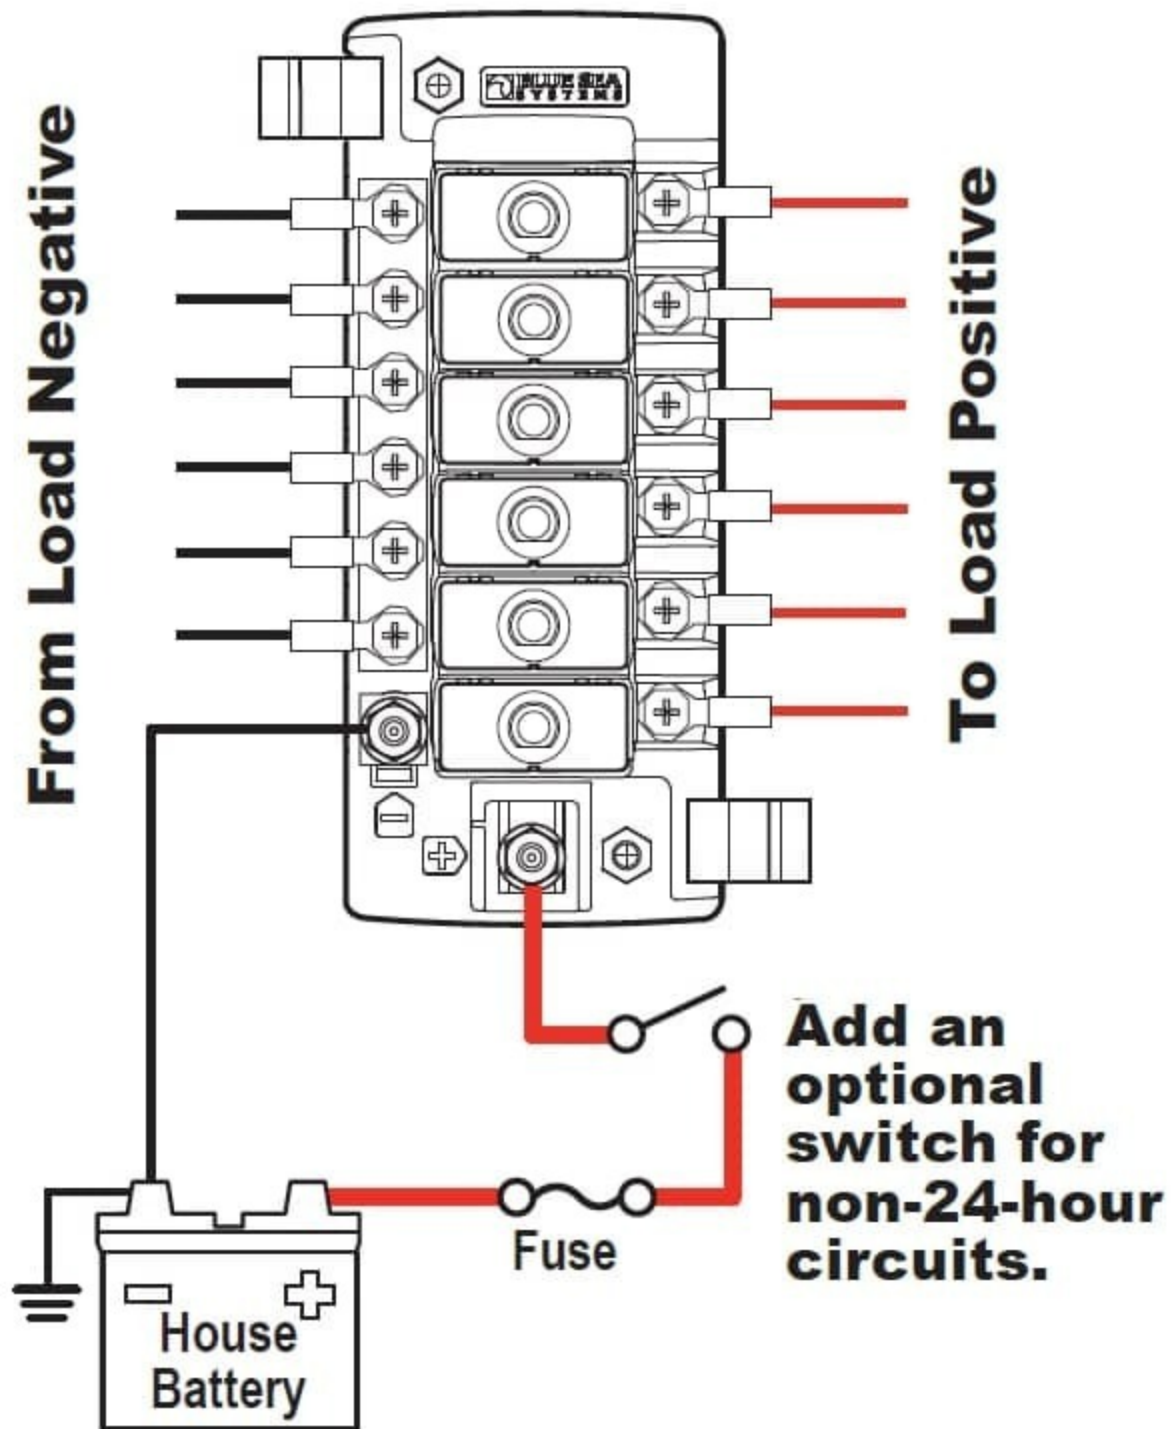 BLUE SEA
SYSTEMS
From Load Negative
To Load Positive
Add an
optional
switch for
non-24-hour
circuits.
Fuse
House
Battery